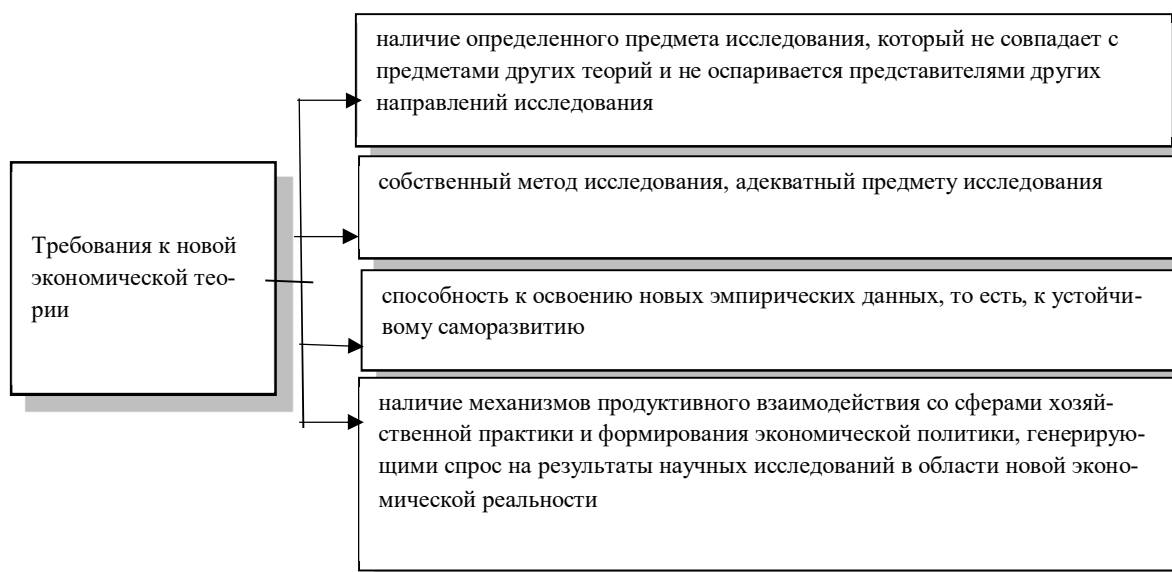 Требования к новой
экономической тео-
рии
наличие определенного предмета исследования, который не совпадает с
предметами других теорий и не оспаривается представителями других
направлений исследования
собственный метод исследования, адекватный предмету исследования
способность к освоению новых эмпирических данных, то есть, к устойчи-
вому саморазвитию
наличие механизмов продуктивного взаимодействия со сферами хозяй-
ственной практики и формирования экономической политики, генерирую-
щими спрос на результаты научных исследований в области новой эконо-
мической реальности